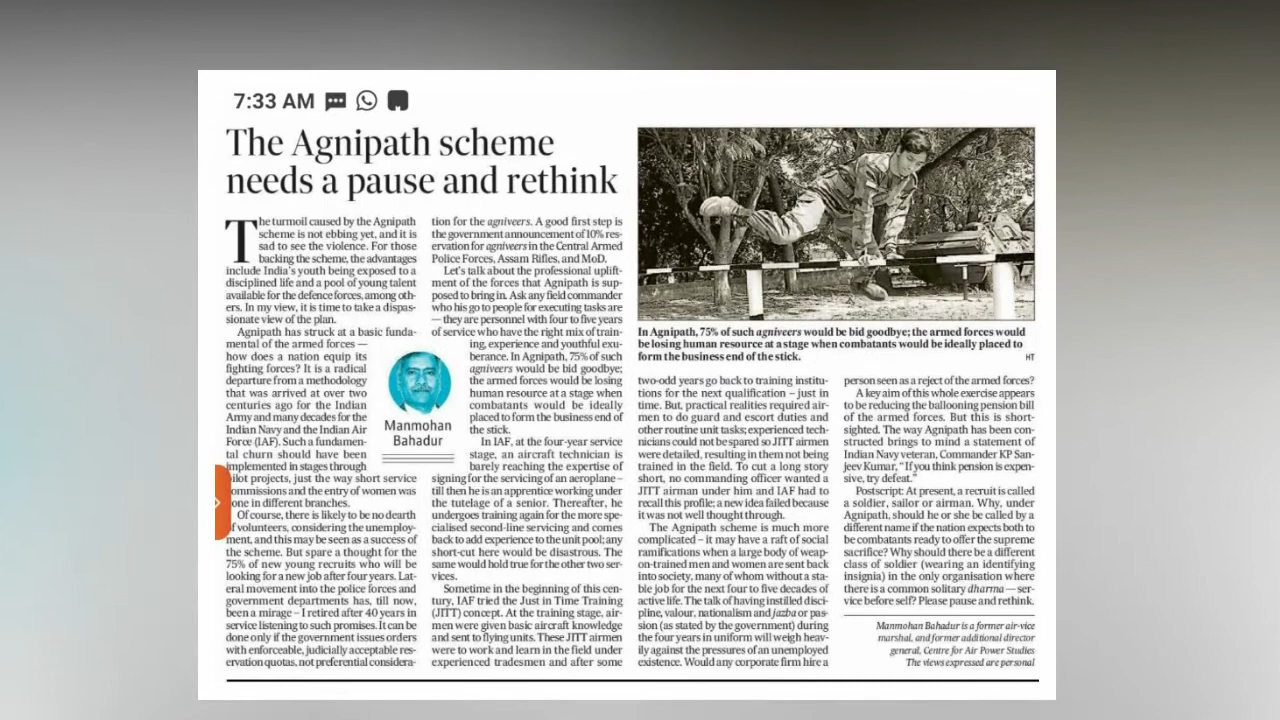 7:33 AM
The Agnipath scheme
needs a pause and rethink
The turmoil caused by the Agnipath
scheme is not ebbing yet, and it is
sad to see the violence. For those
backing the scheme, the advantages
include India's youth being exposed to a
disciplined life and a pool of young talent
available for the defence forces, among oth-
ers. In my view, it is time to take a dispas-
sionate view of the plan.
Agnipath has struck at a basic funda-
mental of the armed forces —
how does a nation equip its
fighting forces? It is a radical
departure from a methodology
that was arrived at over two
centuries ago for the Indian
Army and many decades for the
Indian Navy and the Indian Air
Force (IAF). Such a fundamen-
tal churn should have been
implemented in stages through
pilot projects, just the way short service
commissions and the entry of women was
done in different branches.
Of course, there is likely to be no dearth
of volunteers, considering the unemploy-
ment, and this may be seen as a success of
the scheme. But spare a thought for the
75% of new young recruits who will be
looking for a new job after four years. Lat-
eral movement into the police forces and
government departments has, till now,
been a mirage – I retired after 40 years in
service listening to such promises. It can be
done only if the government issues orders
with enforceable, judicially acceptable res-
ervation quotas, not preferential considera-
tion for the agniveers. A good first step is
the government announcement of 10% res-
ervation for agniveers in the Central Armed
Police Forces, Assam Rifles, and MoD.
Let's talk about the professional uplift-
ment of the forces that Agnipath is sup-
posed to bring in. Ask any field commander
who his go to people for executing tasks are
— they are personnel with four to five years
of service who have the right mix of train-
ing, experience and youthful exu-
berance. In Agnipath, 75% of such
agniveers would be bid goodbye;
the armed forces would be losing
human resource at a stage when
combatants would be ideally
placed to form the business end of
the stick.
In IAF, at the four-year service
stage, an aircraft technician is
barely reaching the expertise of
signing for the servicing of an aeroplane –
till then he is an apprentice working under
the tutelage of a senior. Thereafter, he
undergoes training again for the more spe-
cialised second-line servicing and comes
back to add experience to the unit pool; any
short-cut here would be disastrous. The
same would hold true for the other two ser-
vices.
Sometime in the beginning of this cen-
tury, IAF tried the Just in Time Training
(JITT) concept. At the training stage, air-
men were given basic aircraft knowledge
and sent to flying units. These JITT airmen
were to work and learn in the field under
experienced tradesmen and after some
Manmohan
Bahadur
In Agnipath, 75% of such agniveers would be bid goodbye; the armed forces would
be losing human resource at a stage when combatants would be ideally placed to
form the business end of the stick.
HT
two-odd years go back to training institu-
tions for the next qualification – just in
time. But, practical realities required air-
men to do guard and escort duties and
other routine unit tasks; experienced tech-
nicians could not be spared so JITT airmen
were detailed, resulting in them not being
trained in the field. To cut a long story
short, no commanding officer wanted a
JITT airman under him and IAF had to
recall this profile; a new idea failed because
it was not well thought through.
The Agnipath scheme is much more
complicated – it may have a raft of social
ramifications when a large body of weap-
on-trained men and women are sent back
into society, many of whom without a sta-
ble job for the next four to five decades of
active life. The talk of having instilled disci-
pline, valour, nationalism and jazba or pas-
sion (as stated by the government) during
the four years in uniform will weigh heav-
ily against the pressures of an unemployed
existence. Would any corporate firm hire a
person seen as a reject of the armed forces?
A key aim of this whole exercise appears
to be reducing the ballooning pension bill
of the armed forces. But this is short-
sighted. The way Agnipath has been con-
structed brings to mind a statement of
Indian Navy veteran, Commander KP San-
jeev Kumar, "If you think pension is expen-
sive, try defeat."
Postscript: At present, a recruit is called
a soldier, sailor or airman. Why, under
Agnipath, should he or she be called by a
different name if the nation expects both to
be combatants ready to offer the supreme
sacrifice? Why should there be a different
class of soldier (wearing an identifying
insignia) in the only organisation where
there is a common solitary dharma — ser-
vice before self? Please pause and rethink.
Manmohan Bahadur is a former air-vice
marshal, and former additional director
general, Centre for Air Power Studies
The views expressed are personal